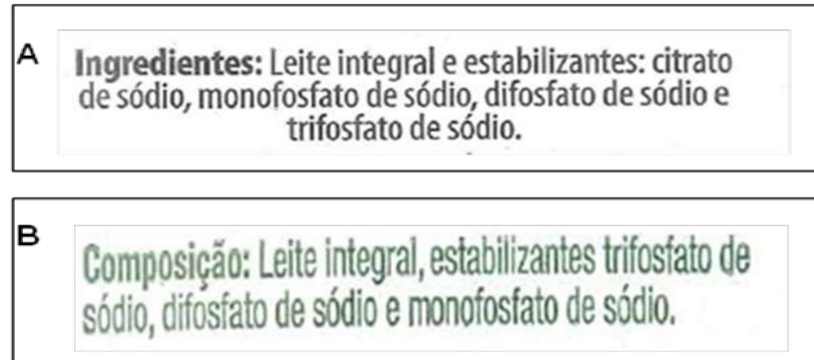 A
Ingredientes: Leite integral e estabilizantes: citrato
de sódio, monofosfato de sódio, difosfato de sódio e
trifosfato de sódio.
B
Composição: Leite integral, estabilizantes trifosfato de
sódio, difosfato de sódio e monofosfato de sódio.